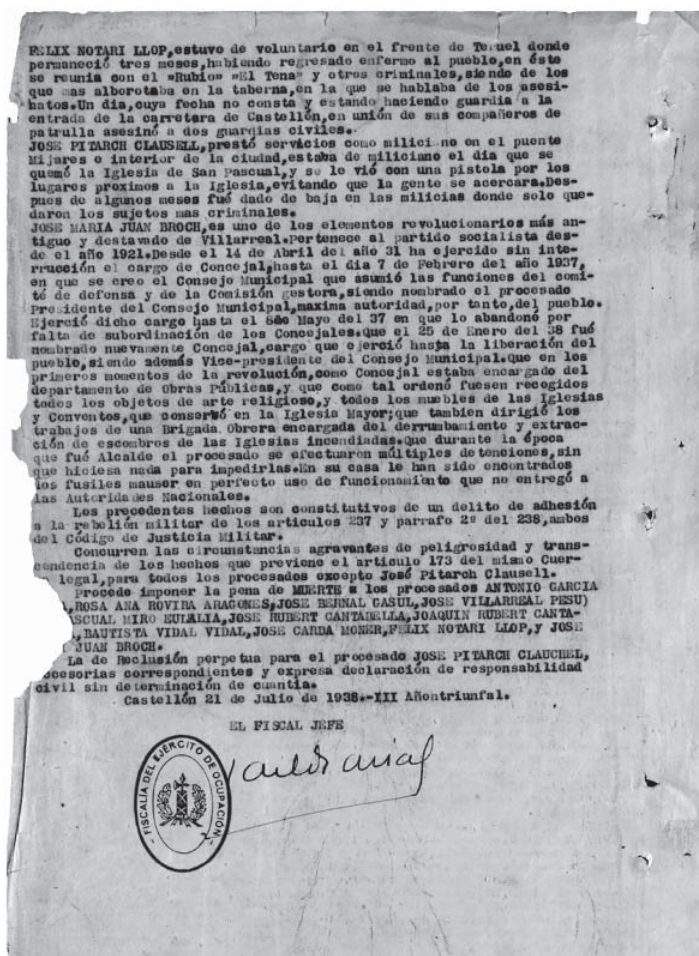 FELIX NOTARI LLOP,estuvo de voluntario en el frente de Teruel donde
permaneció tres meses,habiendo regresado enfermo al pueblo,en éste
se reunia con el "Rubio" "El Tena" y otros criminales,siendo de los
que mas alborotaba en la taberna,en la que se hablaba de los asesi-
natos.Un dia,cuya fecha no consta y estando haciendo guardia a la
entrada de la carretera de Castellón,en unión de sus compañeros de
patrulla asesinó a dos guardias civiles.
JOSE PITARCH CLAUSELL,prestó servicios como miliciano en el puente
Mijares e interior de la ciudad,estaba de miliciano el dia que se
quemó la Iglesia de San Pascual,y se le vió con una pistola por los
lugares proximos a la Iglesia,evitando que la gente se acercara.Des-
pues de algunos meses fué dado de baja en las milicias donde solo que-
daron los sujetos mas criminales.
JOSE MARIA JUAN BROCH,es uno de los elementos revolucionarios más an-
tiguo y destavado de Villarreal.Pertenece al partido socialista des-
de el año 1921.Desde el 14 de Abril del año 31 ha ejercido sin inte-
rrucción el cargo de Concejal,hasta el dia 7 de Febrero del año 1937,
en que se creo el Consejo Municipal que asumió las funciones del comi-
té de defensa y de la Comisión gestora,siendo nombrado el procesado
Presidente del Consejo Municipal,maxima autoridad,por tanto,del pueblo.
Ejerció dicho cargo hasta el de Mayo del 37 en que lo abandonó por
falta de subordinación de los Concejales.Que el 25 de Enero del 38 fué
nombrado nuevamente Concejal,cargo que ejerció hasta la liberación del
pueblo,siendo además Vice-presidente del Consejo Municipal.Que en los
primeros momentos de la revolución,como Concejal estaba encargado del
departamento de Obras Públicas,y que como tal ordenó fuesen recogidos
todos los objetos de arte religioso,y todos los muebles de las Iglesias
y Conventos,que conservó en la Iglesia Mayor;que tambien dirigió los
trabajos de una Brigada Obrera encargada del derrumbamiento y extrac-
ción de escombros de las Iglesias incendiadas.Que durante la época
que fué Alcalde el procesado se efectuaron múltiples detenciones,sin
que hiciesa nada para impedirlas.En su casa le han sido encontrados
los fusiles mauser en perfecto uso de funcionamiento que no entregó a
las Autoridades Nacionales.
Los precedentes hechos son constitutivos de un delito de adhesión
a la rebelión militar de los articulos 237 y parrafo 2º del 238,ambos
del Código de Justicia Militar.
Concurren las circunstancias agravantes de peligrosidad y trans-
cendencia de los hechos que previene el articulo 173 del mismo Cuer-
legal,para todos los procesados excepto José Pitarch Clausell.
Procede imponer la pena de MUERTE a los procesados ANTONIO GARCIA
,ROSA ANA ROVIRA ARAGONES,JOSE BERNAL GASUL,JOSE VILLARREAL PESU)
ASCUAL MIRO EULALIA,JOSE RUBERT CANTABELLA,JOAQUIN RUBERT CANTA-
,BAUTISTA VIDAL VIDAL,JOSE CARDA MONER,FELIX NOTARI LLOP,y JOSE
JUAN BROCH.
La de Reclusión perpetua para el procesado JOSE PITARCH CLAUCHEL,
ccesorias correspondientes y expresa declaración de responsabilidad
civil sin determinación de cuantia.
Castellón 21 de Julio de 1938.-III Añontriunfal.
EL FISCAL JEFE
- FISCALÍA DEL EJÉRCITO DE OCUPACIÓN -